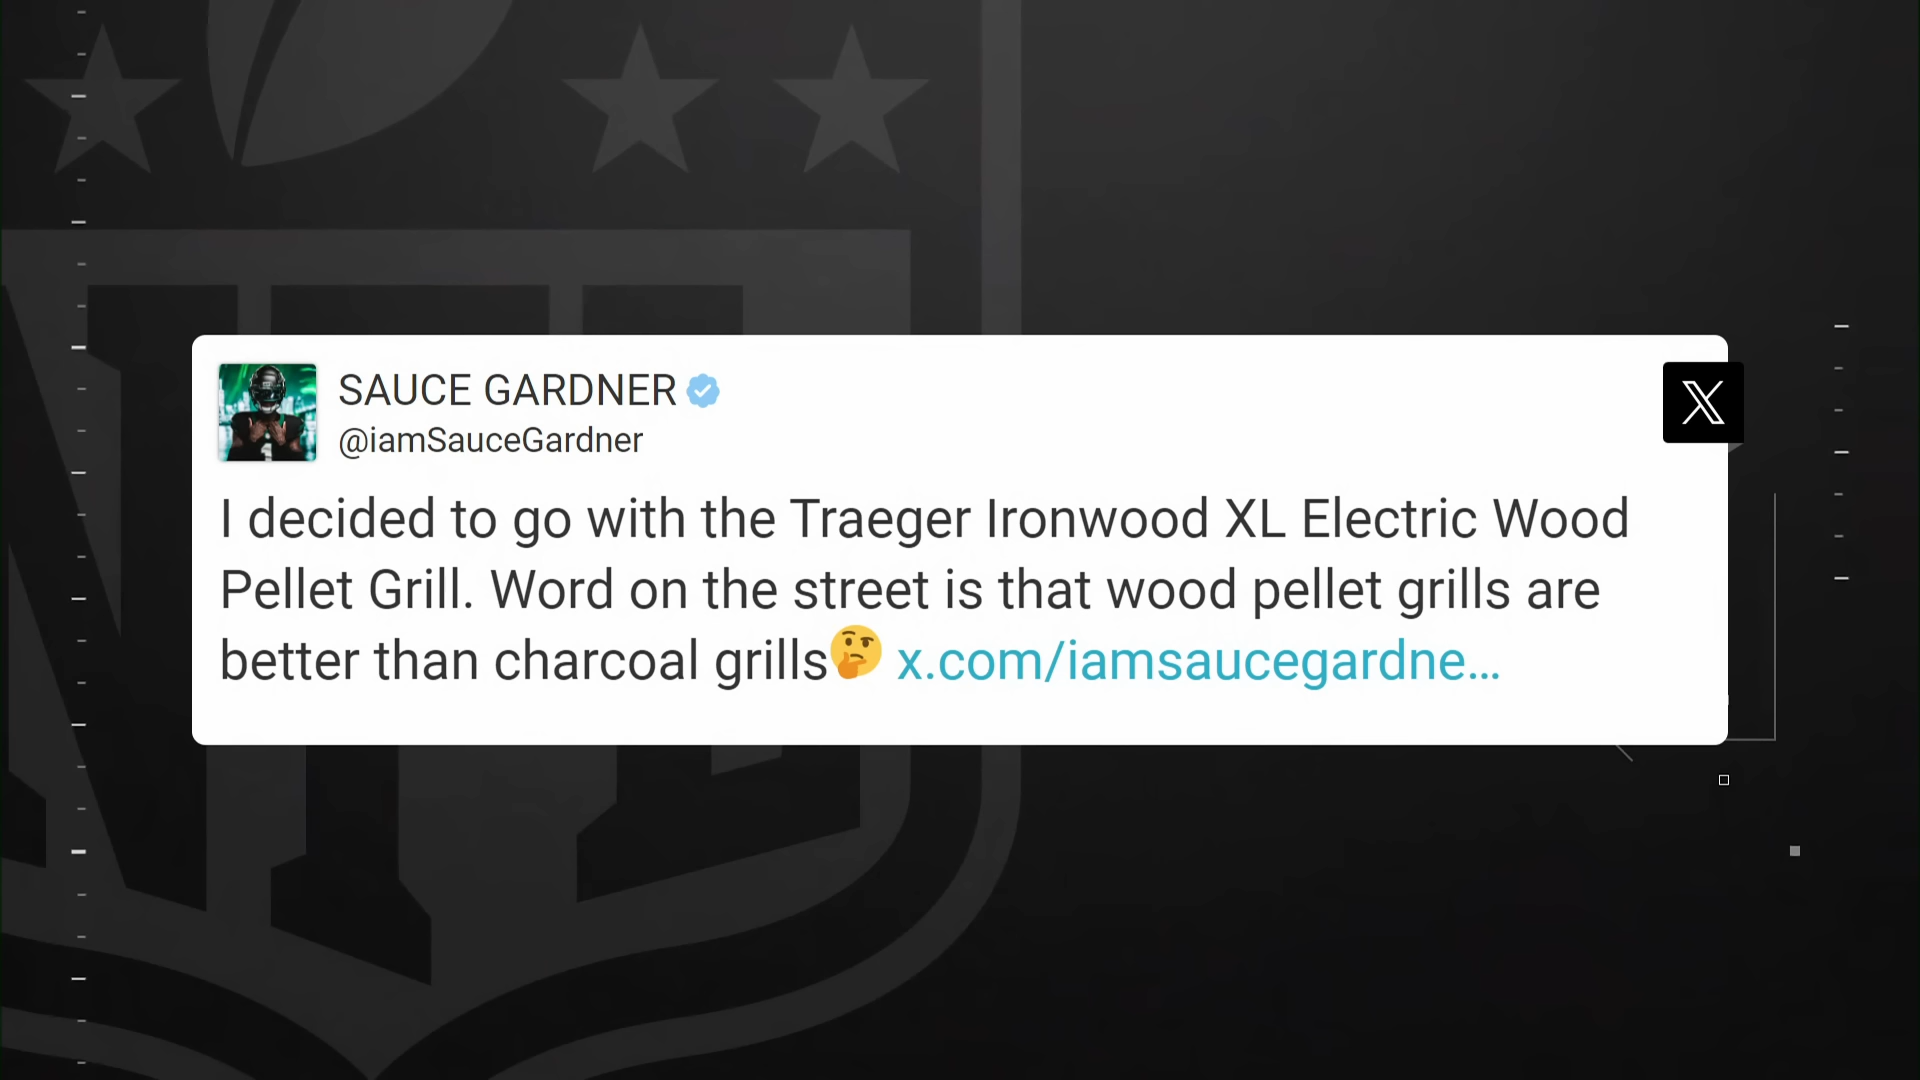 SAUCE GARDNER
@iamSauceGardner
I decided to go with the Traeger Ironwood XL Electric Wood
Pellet Grill. Word on the street is that wood pellet grills are
better than charcoal grills🤔 x.com/iamsaucegardne...